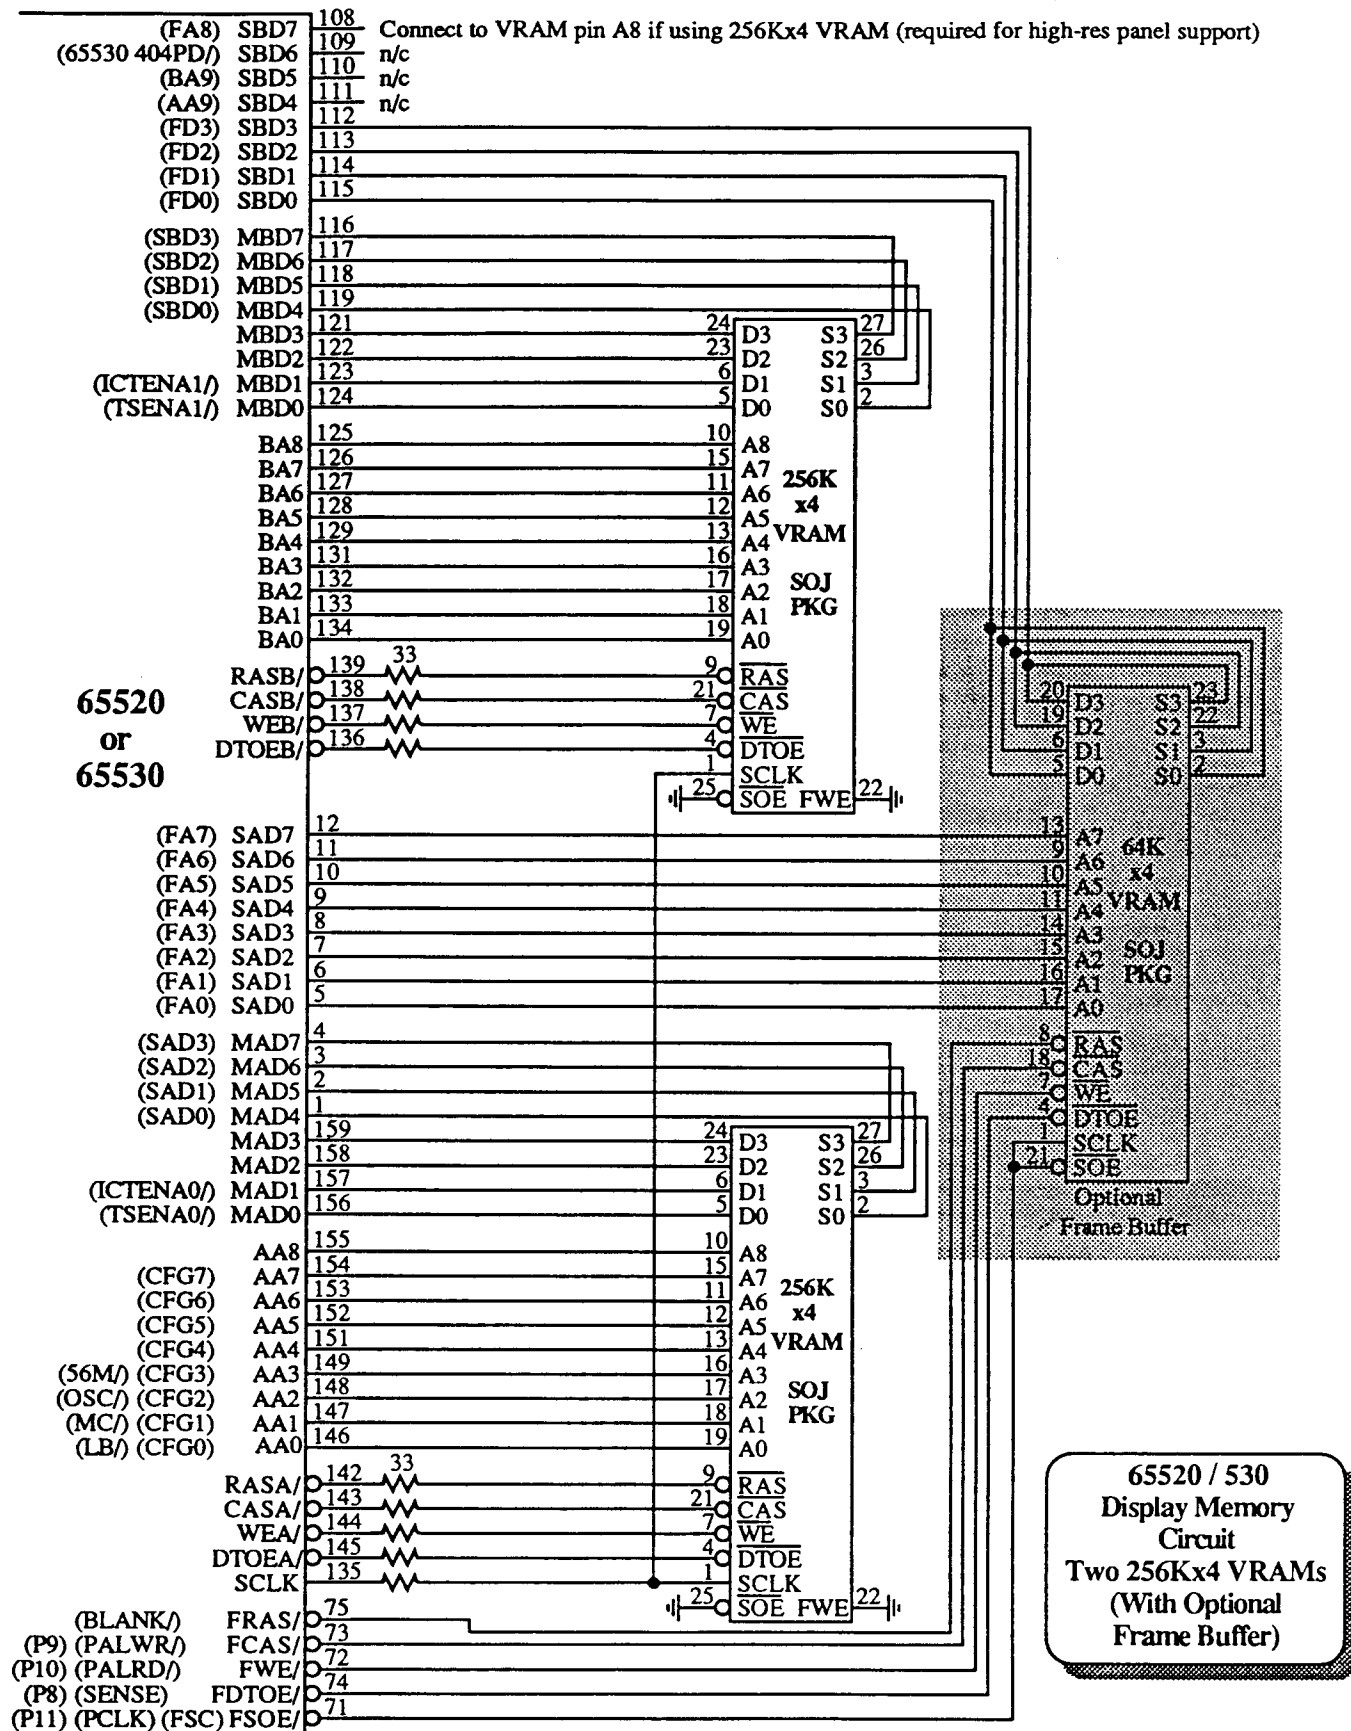 (FA8) SBD7 108 Connect to VRAM pin A8 if using 256Kx4 VRAM (required for high-res panel support)
(65530 404PD/) SBD6 109 n/c
(BA9) SBD5 110 n/c
(AA9) SBD4 111 n/c
(FD3) SBD3 112
(FD2) SBD2 113
(FD1) SBD1 114
(FD0) SBD0 115
(SBD3) MBD7 116
(SBD2) MBD6 117
(SBD1) MBD5 118
(SBD0) MBD4 119
MBD3 121 24 D3 S3 27
MBD2 122 23 D2 S2 26
(ICTENA1/) MBD1 123 6 D1 S1 3
(TSENA1/) MBD0 124 5 D0 S0 2
BA8 125 10 A8
BA7 126 15 A7
BA6 127 11 A6
BA5 128 12 A5
BA4 129 13 A4
BA3 131 16 A3
BA2 132 17 A2
BA1 133 18 A1
BA0 134 19 A0
256K
x4
VRAM
SOJ
PKG
33
RASB/ 139 9 RAS
CASB/ 138 21 CAS
WEB/ 137 7 WE
DTOEB/ 136 4 DTOE
1 SCLK
25 SOE FWE 22
65520
or
65530
20 D3 S3 23
19 D2 S2 22
6 D1 S1 3
5 D0 S0 2
(FA7) SAD7 12 13 A7
(FA6) SAD6 11 9 A6
(FA5) SAD5 10 10 A5
(FA4) SAD4 9 11 A4
(FA3) SAD3 8 14 A3
(FA2) SAD2 7 15 A2
(FA1) SAD1 6 16 A1
(FA0) SAD0 5 17 A0
64K
x4
VRAM
SOJ
PKG
8 RAS
18 CAS
7 WE
4 DTOE
1 SCLK
21 SOE
Optional
Frame Buffer
(SAD3) MAD7 4
(SAD2) MAD6 3
(SAD1) MAD5 2
(SAD0) MAD4 1
MAD3 159 24 D3 S3 27
MAD2 158 23 D2 S2 26
(ICTENA0/) MAD1 157 6 D1 S1 3
(TSENA0/) MAD0 156 5 D0 S0 2
AA8 155 10 A8
(CFG7) AA7 154 15 A7
(CFG6) AA6 153 11 A6
(CFG5) AA5 152 12 A5
(CFG4) AA4 151 13 A4
(56M/) (CFG3) AA3 149 16 A3
(OSC/) (CFG2) AA2 148 17 A2
(MC/) (CFG1) AA1 147 18 A1
(LB/) (CFG0) AA0 146 19 A0
256K
x4
VRAM
SOJ
PKG
33
RASA/ 142 9 RAS
CASA/ 143 21 CAS
WEA/ 144 7 WE
DTOEA/ 145 4 DTOE
SCLK 135 1 SCLK
25 SOE FWE 22
(BLANK/) FRAS/ 75
(P9) (PALWR/) FCAS/ 73
(P10) (PALRD/) FWE/ 72
(P8) (SENSE) FDTOE/ 74
(P11) (PCLK) (FSC) FSOE/ 71
65520 / 530
Display Memory
Circuit
Two 256Kx4 VRAMs
(With Optional
Frame Buffer)